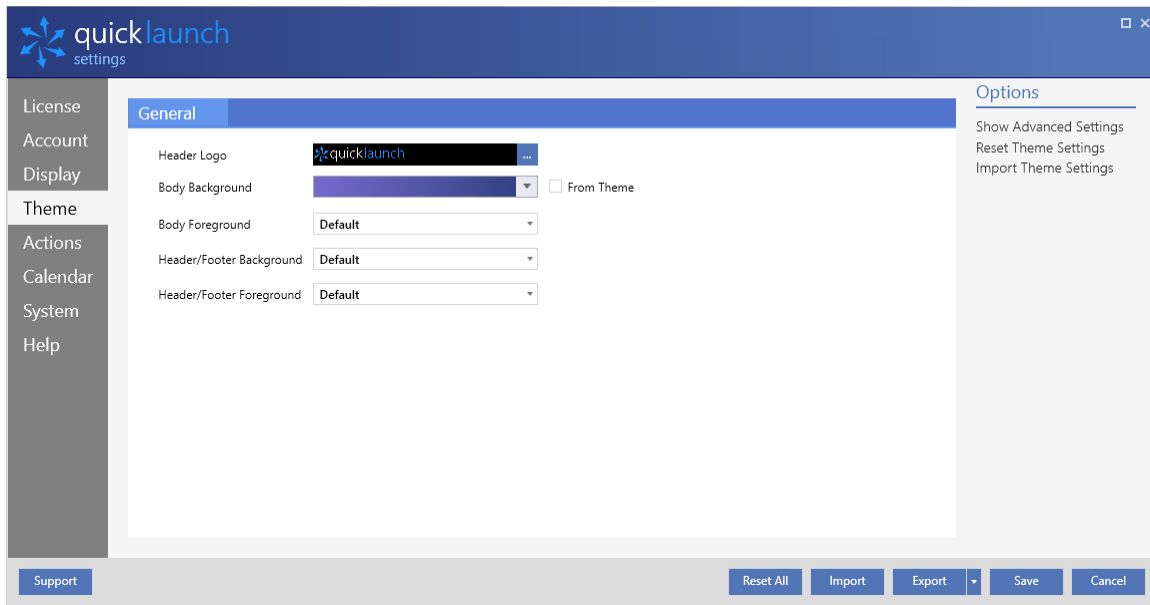 quicklaunch
settings
License
Account
Display
Theme
Actions
Calendar
System
Help
General
Header Logo
quicklaunch
...
Body Background
From Theme
Body Foreground
Default
Header/Footer Background
Default
Header/Footer Foreground
Default
Options
Show Advanced Settings
Reset Theme Settings
Import Theme Settings
Support
Reset All
Import
Export
Save
Cancel